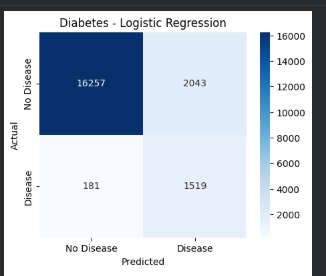 Diabetes - Logistic Regression
No Disease
Disease
Actual
16257
2043
181
1519
No Disease
Disease
Predicted
16000
14000
12000
10000
8000
6000
4000
2000